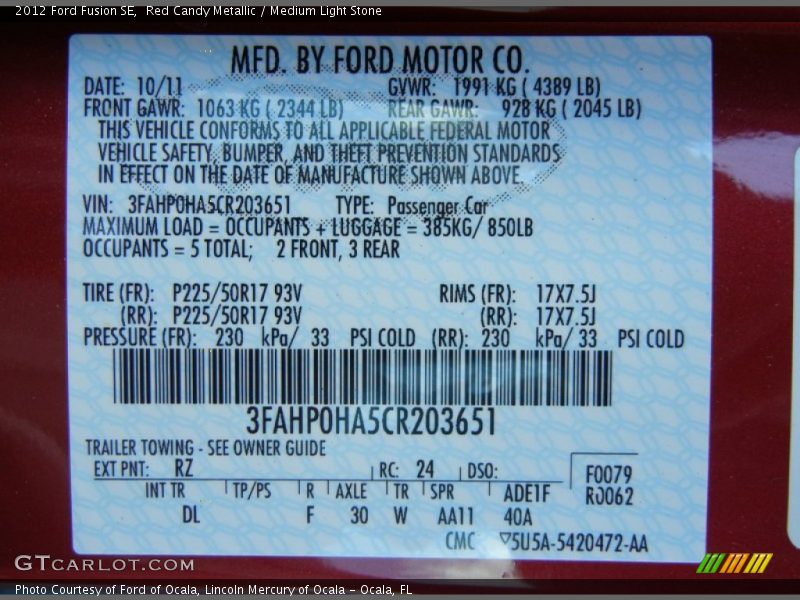 2012 Ford Fusion SE,  Red Candy Metallic / Medium Light Stone
MFD. BY FORD MOTOR CO.
DATE: 10/11 GVWR: 1991 KG ( 4389 LB)
FRONT GAWR: 1063 KG ( 2344 LB) REAR GAWR: 928 KG ( 2045 LB)
THIS VEHICLE CONFORMS TO ALL APPLICABLE FEDERAL MOTOR
VEHICLE SAFETY, BUMPER, AND THEFT PREVENTION STANDARDS
IN EFFECT ON THE DATE OF MANUFACTURE SHOWN ABOVE.
VIN: 3FAHP0HA5CR203651 TYPE: Passenger Car
MAXIMUM LOAD = OCCUPANTS + LUGGAGE = 385KG/ 850LB
OCCUPANTS = 5 TOTAL; 2 FRONT, 3 REAR
TIRE (FR): P225/50R17 93V RIMS (FR): 17X7.5J
(RR): P225/50R17 93V (RR): 17X7.5J
PRESSURE (FR): 230 kPa/ 33 PSI COLD (RR): 230 kPa/ 33 PSI COLD
3FAHP0HA5CR203651
TRAILER TOWING - SEE OWNER GUIDE
EXT PNT: RZ RC: 24 DSO: F0079
INT TR TP/PS R AXLE TR SPR ADE1F R0062
DL F 30 W AA11 40A
CMC ▽5U5A-5420472-AA
GTCARLOT.COM
Photo Courtesy of Ford of Ocala, Lincoln Mercury of Ocala – Ocala, FL